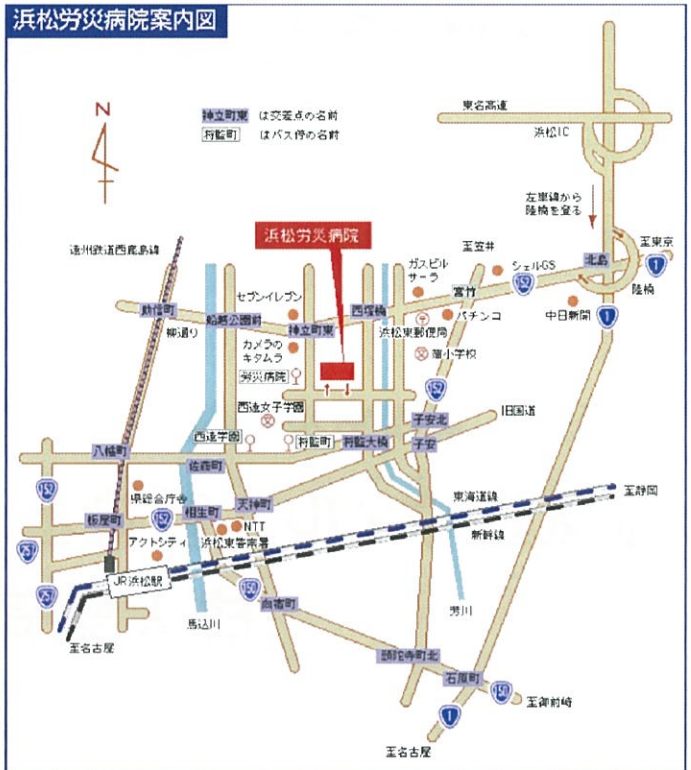 浜松労災病院案内図
N
神立町東 は交差点の名前
将監町 はバス停の名前
東名高速
浜松IC
左車線から
陸橋を登る
浜松労災病院
遠州鉄道西鹿島線
至笠井
ガスビル
サーラ
シェルGS
北島
至東京
1
152
陸橋
宮竹
セブンイレブン
西塚橋
助信町
船越公園前
神立町東
柳通り
パチンコ
中日新聞
1
浜松東郵便局
カメラの
キタムラ
小学校
労災病院
152
西遠女子学園
子安北
旧国道
西遠学園
将監町
将監大橋
子安
八幡町
佐藤町
152
県総合庁舎
天神町
東海道線
至静岡
板屋町
152
相生町
NTT
新幹線
257
アクトシティ
浜松東警察署
JR浜松駅
257
150
向宿町
馬込川
芳川
至名古屋
頭陀寺町北
石原町
150
至御前崎
1
至名古屋